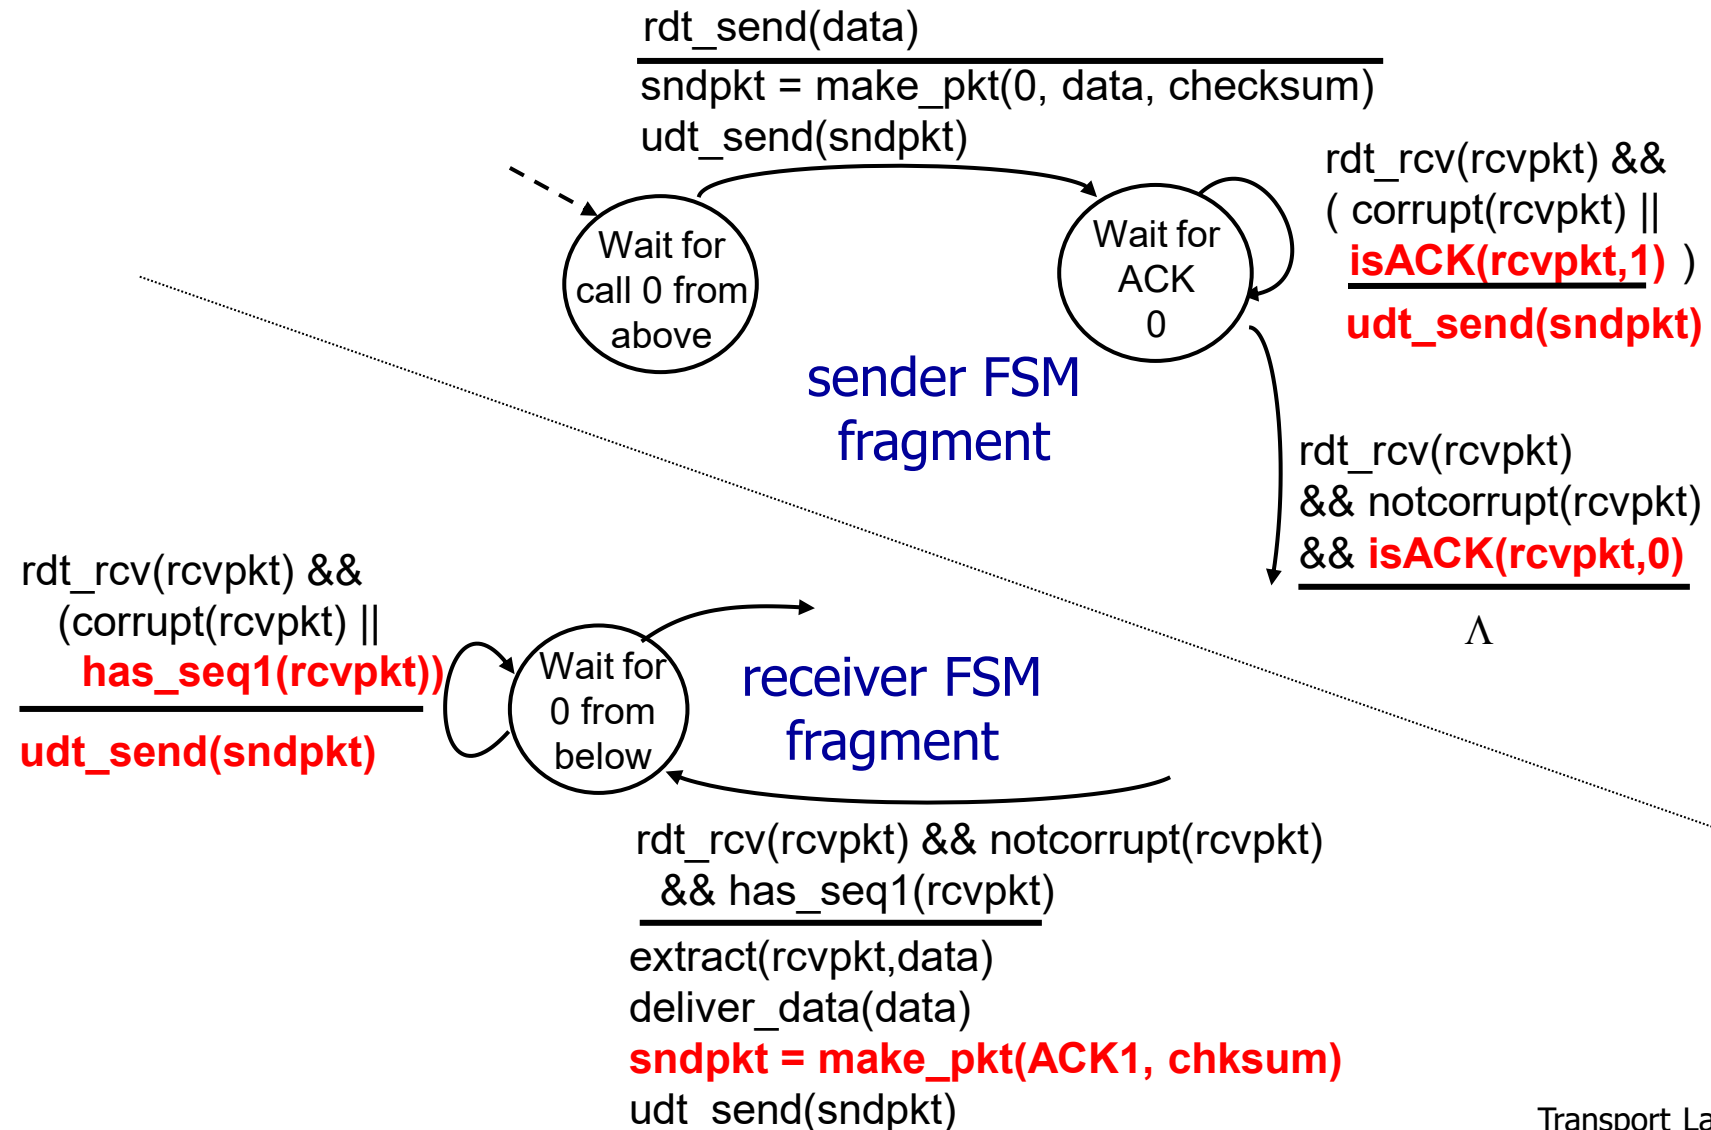 rdt_send(data)
sndpkt = make_pkt(0, data, checksum)
udt_send(sndpkt)
Wait for
call 0 from
above
Wait for
ACK
0
rdt_rcv(rcvpkt) &&
( corrupt(rcvpkt) ||
isACK(rcvpkt,1) )
udt_send(sndpkt)
sender FSM
fragment
rdt_rcv(rcvpkt)
&& notcorrupt(rcvpkt)
&& isACK(rcvpkt,0)
Λ
rdt_rcv(rcvpkt) &&
(corrupt(rcvpkt) ||
has_seq1(rcvpkt))
udt_send(sndpkt)
Wait for
0 from
below
receiver FSM
fragment
rdt_rcv(rcvpkt) && notcorrupt(rcvpkt)
&& has_seq1(rcvpkt)
extract(rcvpkt,data)
deliver_data(data)
sndpkt = make_pkt(ACK1, chksum)
udt_send(sndpkt)
Transport La